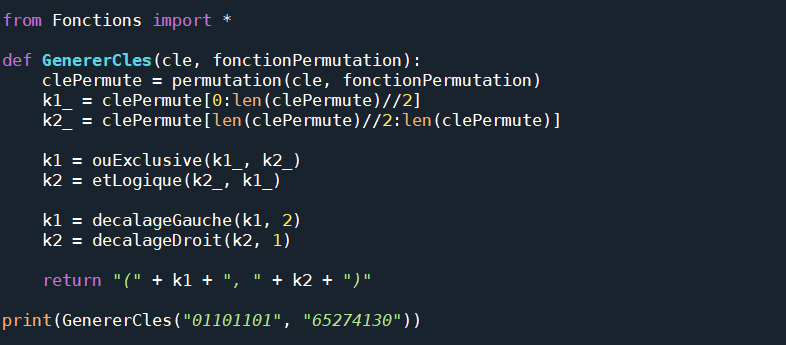 from Fonctions import *
def GenererCles(cle, fonctionPermutation):
clePermute = permutation(cle, fonctionPermutation)
k1_ = clePermute[0:len(clePermute)//2]
k2_ = clePermute[len(clePermute)//2:len(clePermute)]
k1 = ouExclusive(k1_, k2_)
k2 = etLogique(k2_, k1_)
k1 = decalageGauche(k1, 2)
k2 = decalageDroit(k2, 1)
return "(" + k1 + ", " + k2 + ")"
print(GenererCles("01101101", "65274130"))